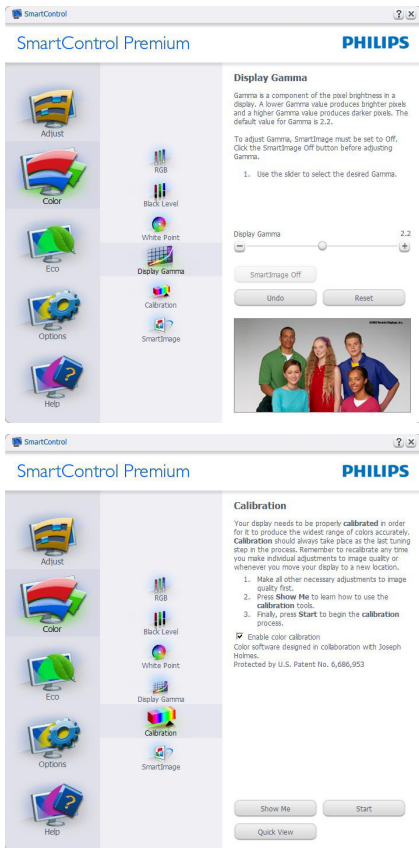 SmartControl
? ×
SmartControl Premium
PHILIPS
Adjust
Color
Eco
Options
Help
RGB
Black Level
White Point
Display Gamma
Calibration
SmartImage
Display Gamma
Gamma is a component of the pixel brightness in a
display. A lower Gamma value produces brighter pixels
and a higher Gamma value produces darker pixels. The
default value for Gamma is 2.2.
To adjust Gamma, SmartImage must be set to Off.
Click the SmartImage Off button before adjusting
Gamma.
1. Use the slider to select the desired Gamma.
Display Gamma 2.2
SmartImage Off
Undo Reset
SmartControl
? ×
SmartControl Premium
PHILIPS
Adjust
Color
Eco
Options
Help
RGB
Black Level
White Point
Display Gamma
Calibration
SmartImage
Calibration
Your display needs to be properly calibrated in order
for it to produce the widest range of colors accurately.
Calibration should always take place as the last tuning
step in the process. Remember to recalibrate any time
you make individual adjustments to image quality or
whenever you move your display to a new location.
1. Make all other necessary adjustments to image
quality first.
2. Press Show Me to learn how to use the
calibration tools.
3. Finally, press Start to begin the calibration
process.
Enable color calibration
Color software designed in collaboration with Joseph
Holmes.
Protected by U.S. Patent No. 6,686,953
Show Me Start
Quick View